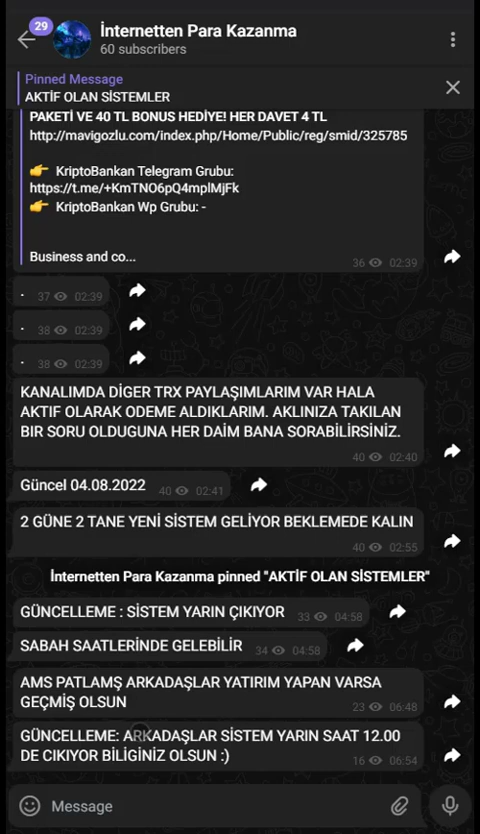 29
İnternetten Para Kazanma
60 subscribers
Pinned Message
AKTİF OLAN SİSTEMLER
PAKETİ VE 40 TL BONUS HEDİYE! HER DAVET 4 TL
http://mavigozlu.com/index.php/Home/Public/reg/smid/325785
👉 KriptoBankan Telegram Grubu:
https://t.me/+KmTNO6pQ4mplMjFk
👉 KriptoBankan Wp Grubu: -
Business and co...
36 02:39
. 37 02:39
. 38 02:39
. 38 02:39
KANALIMDA DİGER TRX PAYLAŞIMLARIM VAR HALA
AKTIF OLARAK ODEME ALDIKLARIM. AKLINIZA TAKILAN
BIR SORU OLDUGUNA HER DAİM BANA SORABİLİRSİNİZ.
40 02:40
Güncel 04.08.2022 40 02:41
2 GÜNE 2 TANE YENİ SİSTEM GELİYOR BEKLEMEDE KALIN
40 02:55
İnternetten Para Kazanma pinned "AKTİF OLAN SİSTEMLER"
GÜNCELLEME : SİSTEM YARIN ÇIKIYOR 33 04:58
SABAH SAATLERİNDE GELEBİLİR 34 04:58
AMS PATLAMŞ ARKADAŞLAR YATIRIM YAPAN VARSA
GEÇMİŞ OLSUN 23 06:48
GÜNCELLEME: ARKADAŞLAR SİSTEM YARIN SAAT 12.00
DE CIKIYOR BİLİGİNİZ OLSUN :) 16 06:54
Message